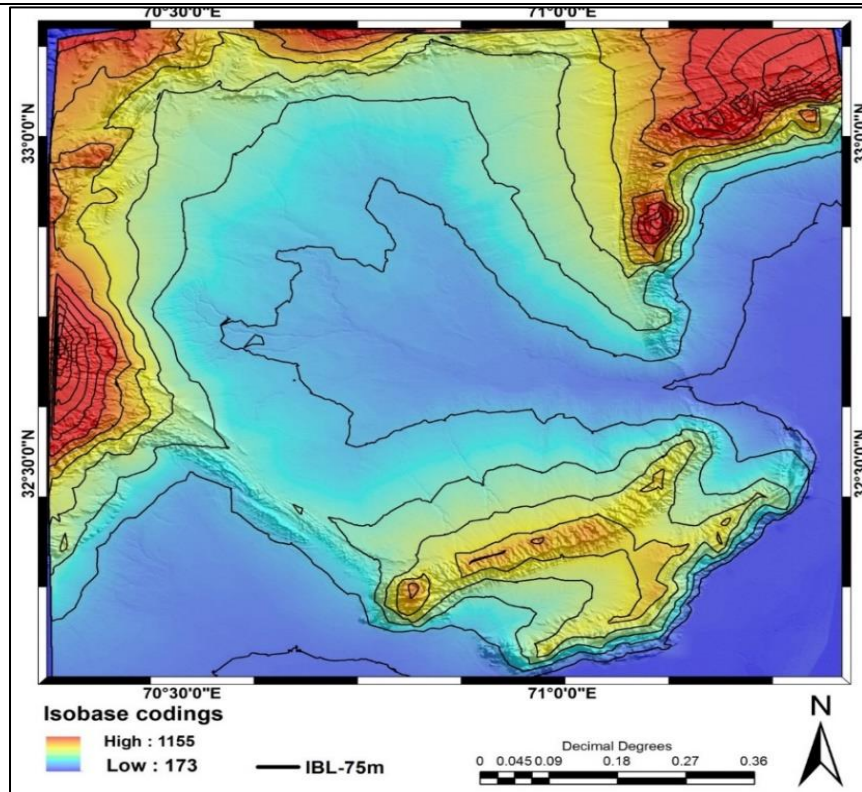 70°30'0"E 71°0'0"E
33°0'0"N 33°0'0"N
32°30'0"N 32°30'0"N
70°30'0"E 71°0'0"E
Isobase codings
High : 1155
Low : 173
IBL-75m
Decimal Degrees
0 0.045 0.09 0.18 0.27 0.36
N